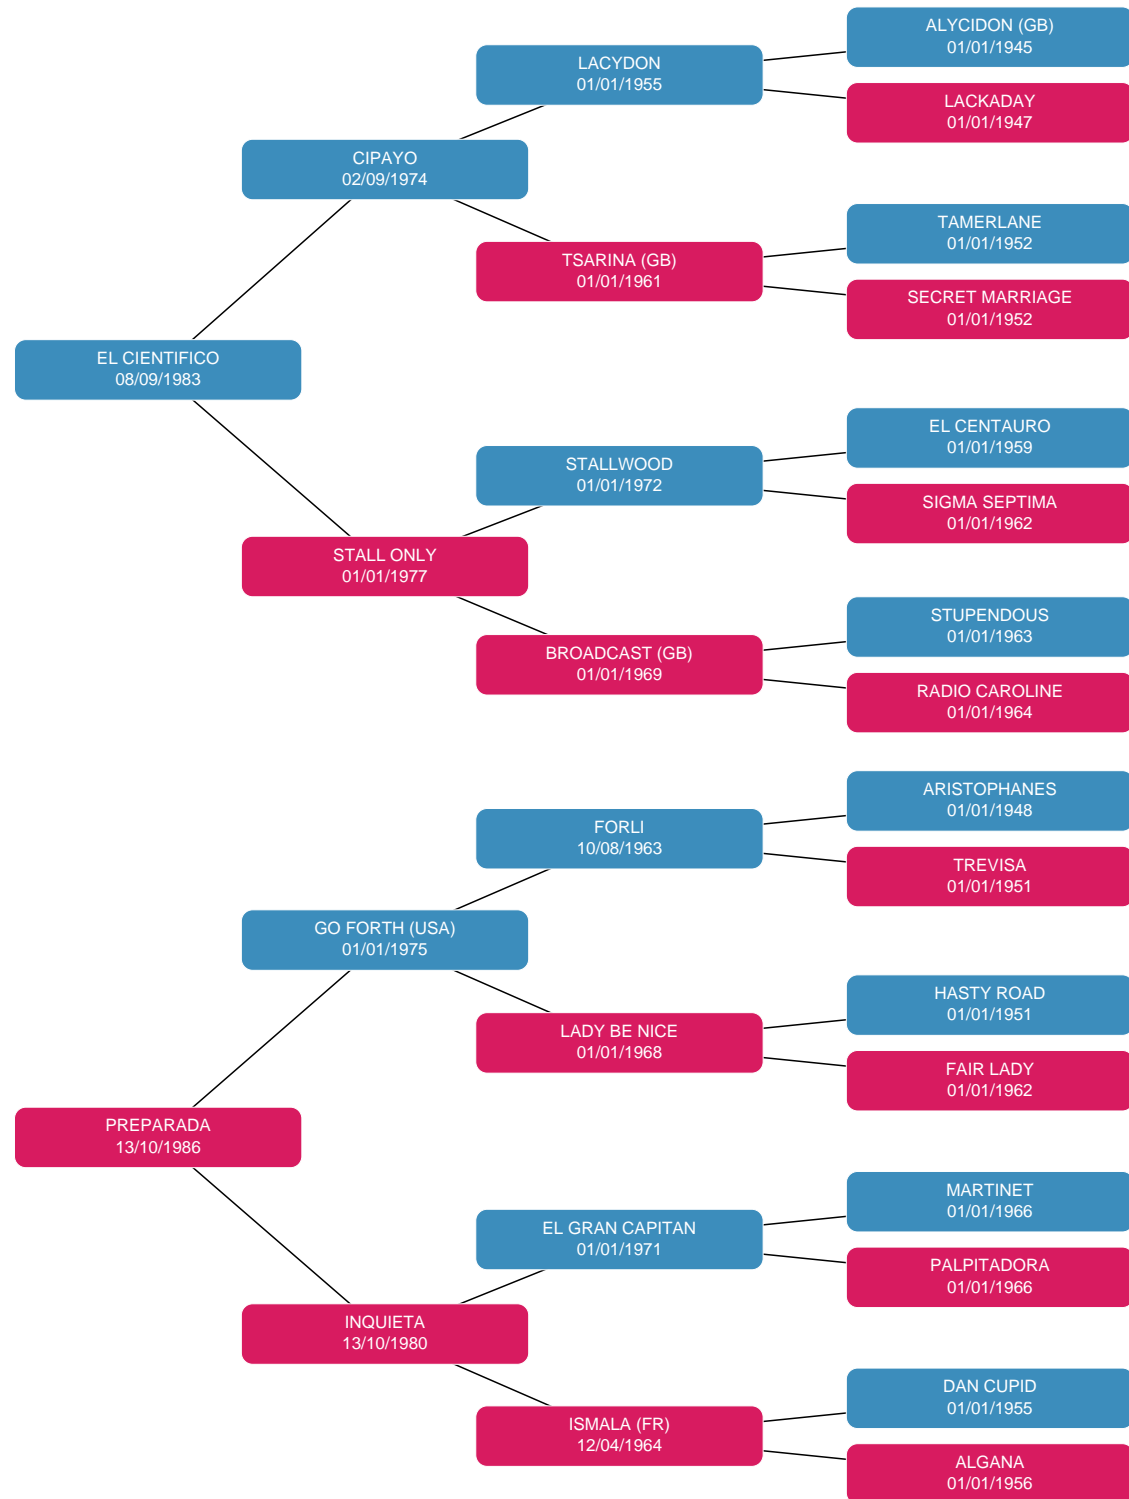 ALYCIDON (GB)
01/01/1945
LACYDON
01/01/1955
LACKADAY
01/01/1947
CIPAYO
02/09/1974
TAMERLANE
01/01/1952
TSARINA (GB)
01/01/1961
SECRET MARRIAGE
01/01/1952
EL CIENTIFICO
08/09/1983
EL CENTAURO
01/01/1959
STALLWOOD
01/01/1972
SIGMA SEPTIMA
01/01/1962
STALL ONLY
01/01/1977
STUPENDOUS
01/01/1963
BROADCAST (GB)
01/01/1969
RADIO CAROLINE
01/01/1964
ARISTOPHANES
01/01/1948
FORLI
10/08/1963
TREVISA
01/01/1951
GO FORTH (USA)
01/01/1975
HASTY ROAD
01/01/1951
LADY BE NICE
01/01/1968
FAIR LADY
01/01/1962
PREPARADA
13/10/1986
MARTINET
01/01/1966
EL GRAN CAPITAN
01/01/1971
PALPITADORA
01/01/1966
INQUIETA
13/10/1980
DAN CUPID
01/01/1955
ISMALA (FR)
12/04/1964
ALGANA
01/01/1956